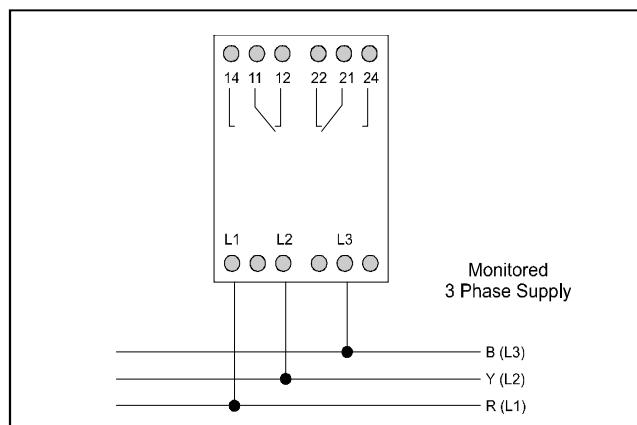 14 11 12 22 21 24
L1 L2 L3
Monitored
3 Phase Supply
B (L3)
Y (L2)
R (L1)